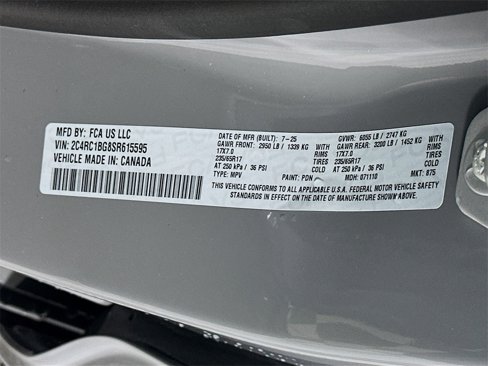 MFD BY: FCA US LLC
VIN: 2C4RC1BG8SR615595
VEHICLE MADE IN: CANADA
DATE OF MFR (BUILT): 7-25 GVWR: 6055 LB / 2747 KG
GAWR FRONT: 2950 LB / 1339 KG WITH GAWR REAR: 3200 LB / 1452 KG WITH
17X7.0 RIMS 17X7.0 RIMS
235/65R17 TIRES 235/65R17 TIRES
AT 250 kPa / 36 PSI COLD AT 250 kPa / 36 PSI COLD
TYPE: MPV PAINT: PDN MDH: 071110 MKT: 875
THIS VEHICLE CONFORMS TO ALL APPLICABLE U.S.A. FEDERAL MOTOR VEHICLE SAFETY
STANDARDS IN EFFECT ON THE DATE OF MANUFACTURE SHOWN ABOVE.